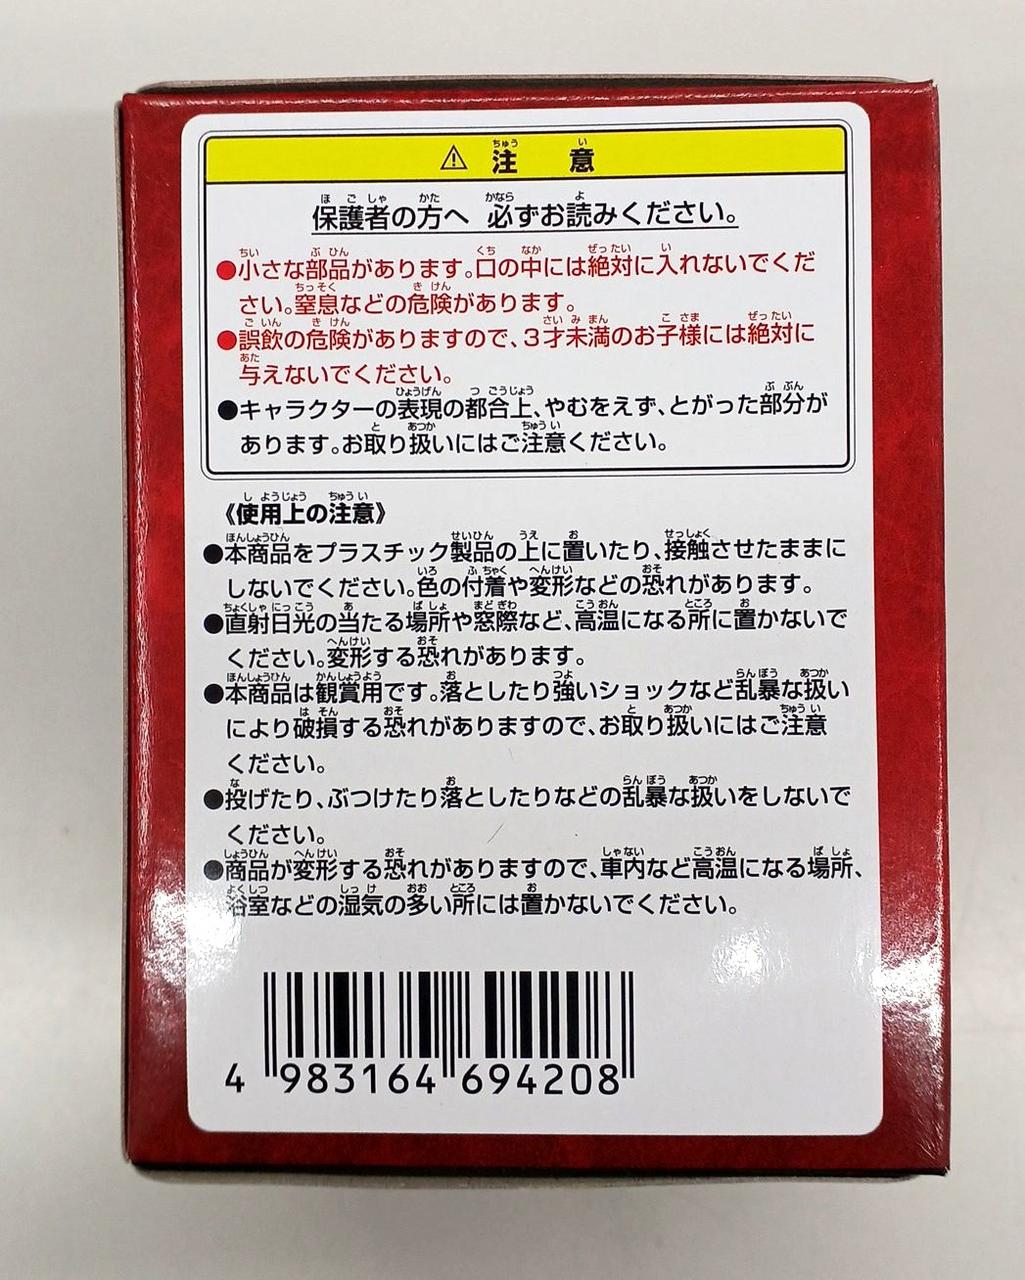 ⚠ 注意
保護者の方へ 必ずお読みください。
●小さな部品があります。口の中には絶対に入れないでくだ
さい。窒息などの危険があります。
●誤飲の危険がありますので、3才未満のお子様には絶対に
与えないでください。
●キャラクターの表現の都合上、やむをえず、とがった部分が
あります。お取り扱いにはご注意ください。
《使用上の注意》
●本商品をプラスチック製品の上に置いたり、接触させたままに
しないでください。色の付着や変形などの恐れがあります。
●直射日光の当たる場所や窓際など、高温になる所に置かないで
ください。変形する恐れがあります。
●本商品は観賞用です。落としたり強いショックなど乱暴な扱い
により破損する恐れがありますので、お取り扱いにはご注意
ください。
●投げたり、ぶつけたり落としたりなどの乱暴な扱いをしないで
ください。
●商品が変形する恐れがありますので、車内など高温になる場所、
浴室などの湿気の多い所には置かないでください。
4 983164 694208